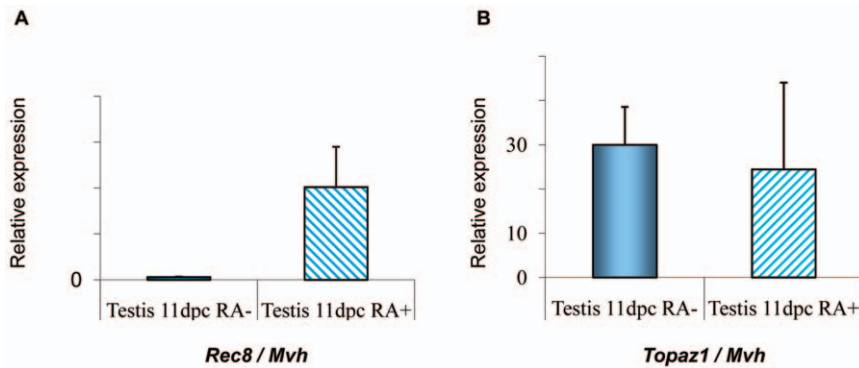 A
Relative expression
0
Testis 11dpc RA-
Testis 11dpc RA+
Rec8 / Mvh
B
Relative expression
30
10
0
Testis 11dpc RA-
Testis 11dpc RA+
Topaz1 / Mvh